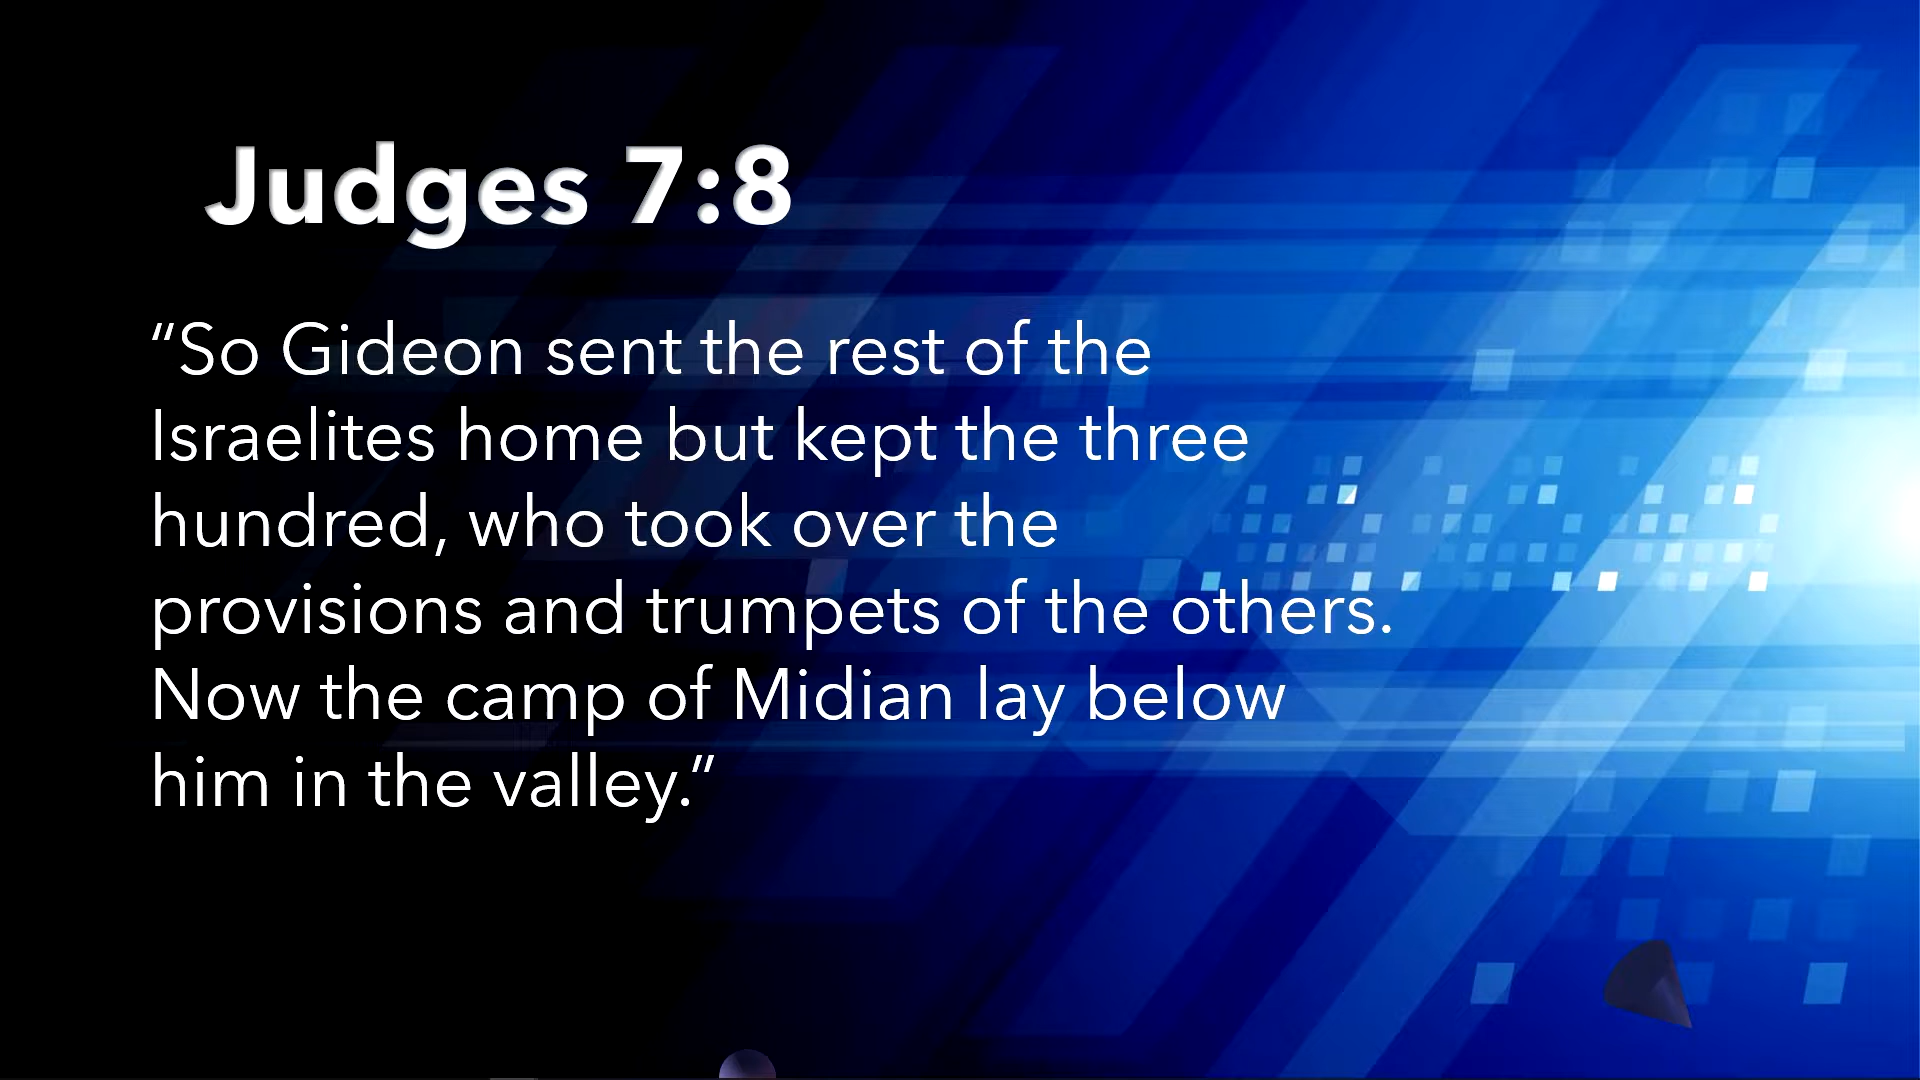 Judges 7:8
“So Gideon sent the rest of the
Israelites home but kept the three
hundred, who took over the
provisions and trumpets of the others.
Now the camp of Midian lay below
him in the valley.”